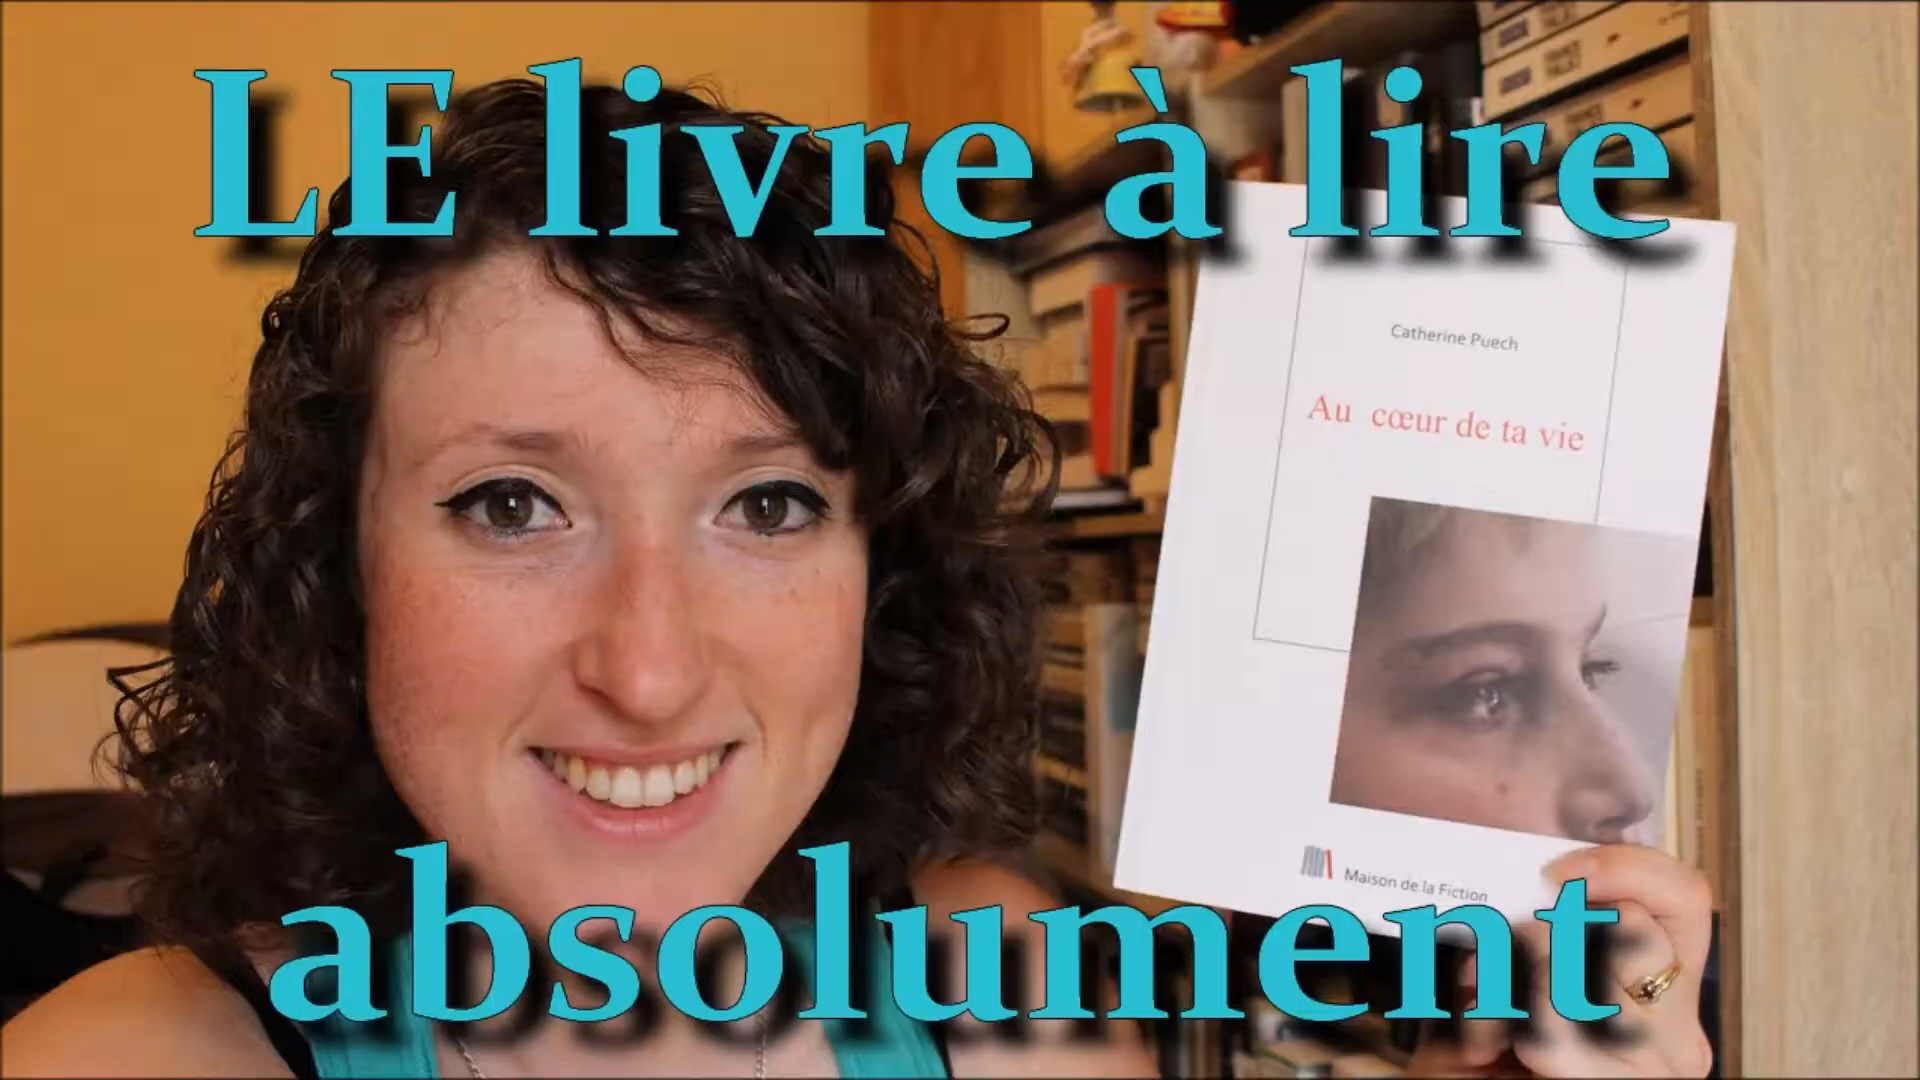 LE livre à lire
Catherine Puech
Au cœur de ta vie
Maison de la Fiction
absolument